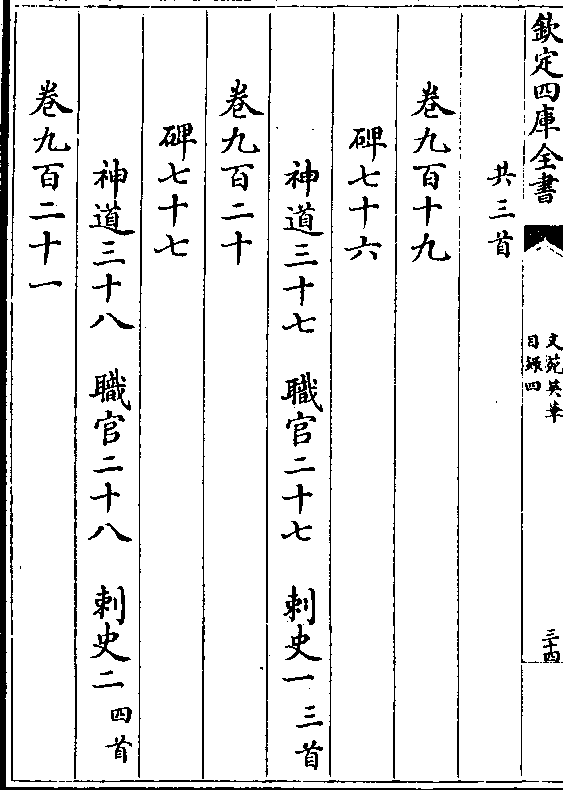 欽定四庫全書
文苑英華
目錄四
三十四
共三首
卷九百十九
碑七十六
神道三十七　職官二十七　刺史一三首
卷九百二十
碑七十七
神道三十八　職官二十八　刺史二四首
卷九百二十一